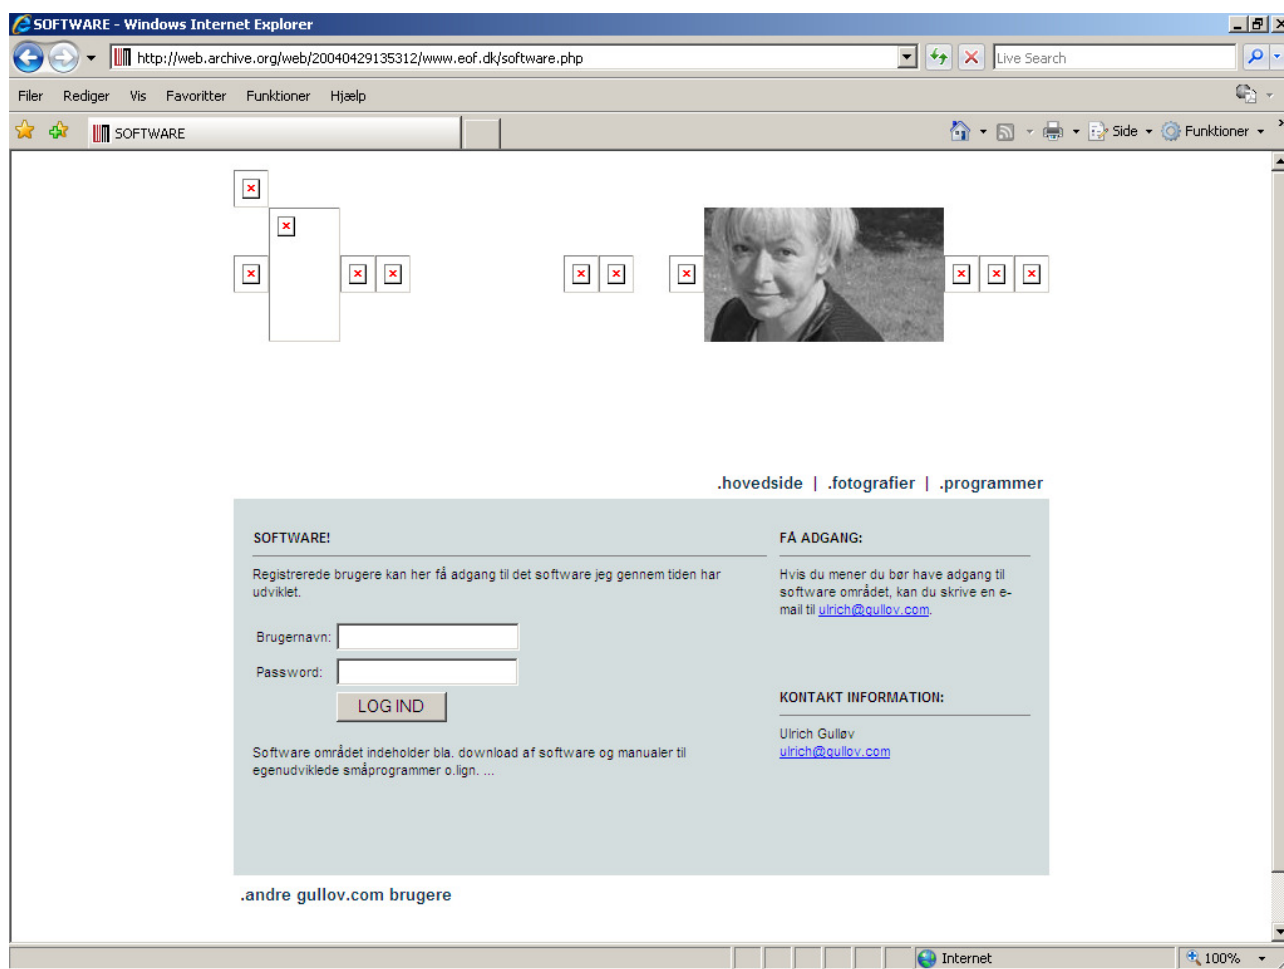 SOFTWARE - Windows Internet Explorer
http://web.archive.org/web/20040429135312/www.eof.dk/software.php
Live Search
Filer Rediger Vis Favoritter Funktioner Hjælp
SOFTWARE
Side Funktioner
.hovedside | .fotografier | .programmer
SOFTWARE!
Registrerede brugere kan her få adgang til det software jeg gennem tiden har
udviklet.
Brugernavn:
Password:
LOG IND
Software området indeholder bla. download af software og manualer til
egenudviklede småprogrammer o.lign. ...
FÅ ADGANG:
Hvis du mener du bør have adgang til
software området, kan du skrive en e-
mail til ulrich@gullov.com.
KONTAKT INFORMATION:
Ulrich Gulløv
ulrich@gullov.com
.andre gullov.com brugere
Internet
100%